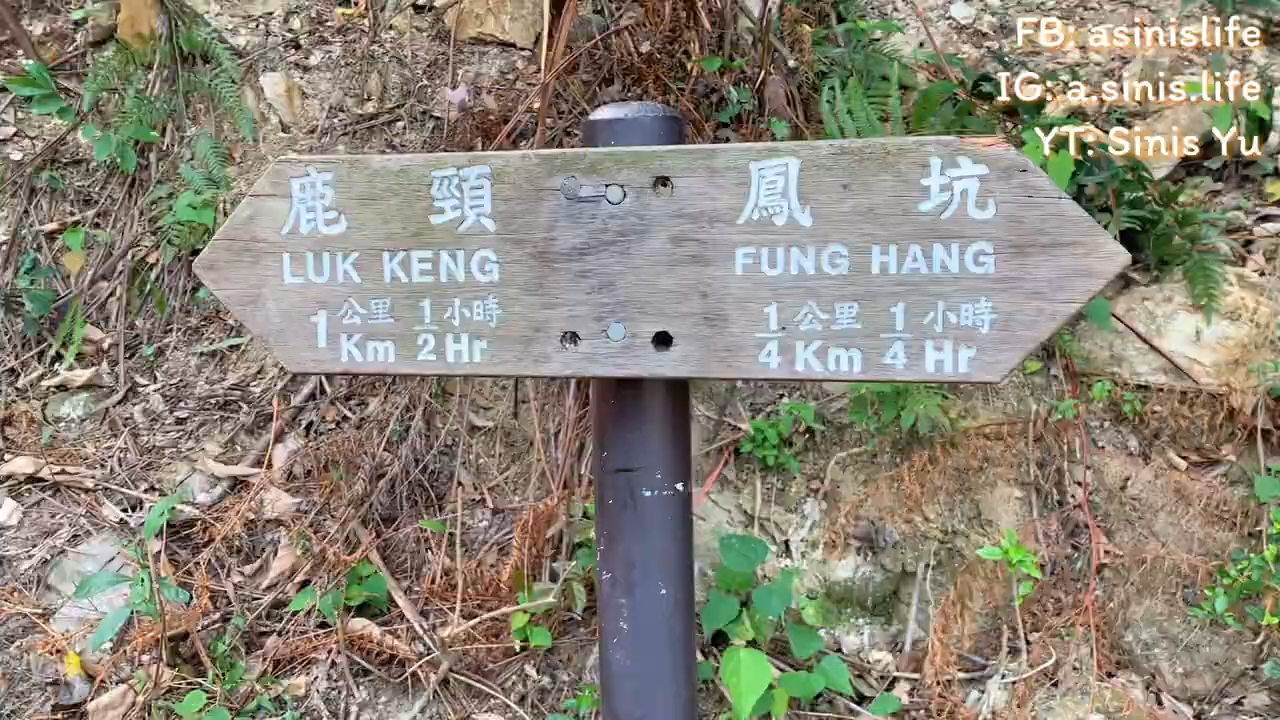 FB: asinislife
IG: a.sinis.life
YT: Sinis Yu
鹿頸
LUK KENG
1 公里 1/2 小時
Km Hr
鳳坑
FUNG HANG
1/4 公里 1/4 小時
Km Hr